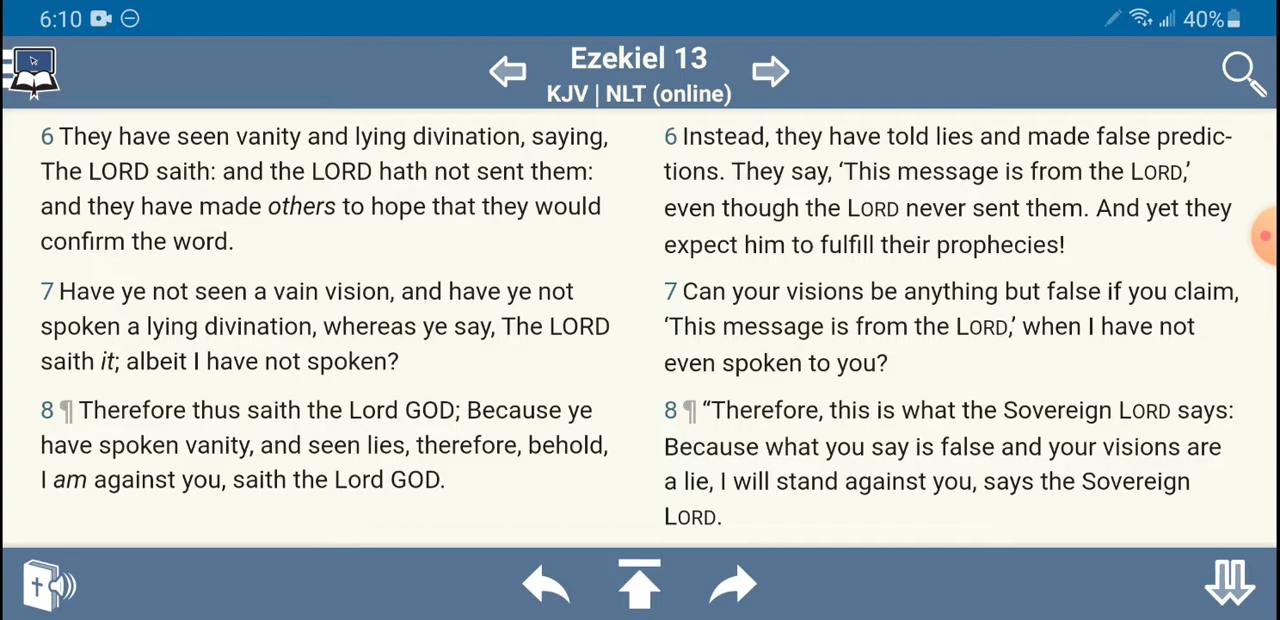 6:10
40%
Ezekiel 13
KJV | NLT (online)
6 They have seen vanity and lying divination, saying,
The LORD saith: and the LORD hath not sent them:
and they have made others to hope that they would
confirm the word.
7 Have ye not seen a vain vision, and have ye not
spoken a lying divination, whereas ye say, The LORD
saith it; albeit I have not spoken?
8 ¶ Therefore thus saith the Lord GOD; Because ye
have spoken vanity, and seen lies, therefore, behold,
I am against you, saith the Lord GOD.
6 Instead, they have told lies and made false predic-
tions. They say, ‘This message is from the LORD,’
even though the LORD never sent them. And yet they
expect him to fulfill their prophecies!
7 Can your visions be anything but false if you claim,
‘This message is from the LORD,’ when I have not
even spoken to you?
8 ¶ “Therefore, this is what the Sovereign LORD says:
Because what you say is false and your visions are
a lie, I will stand against you, says the Sovereign
LORD.